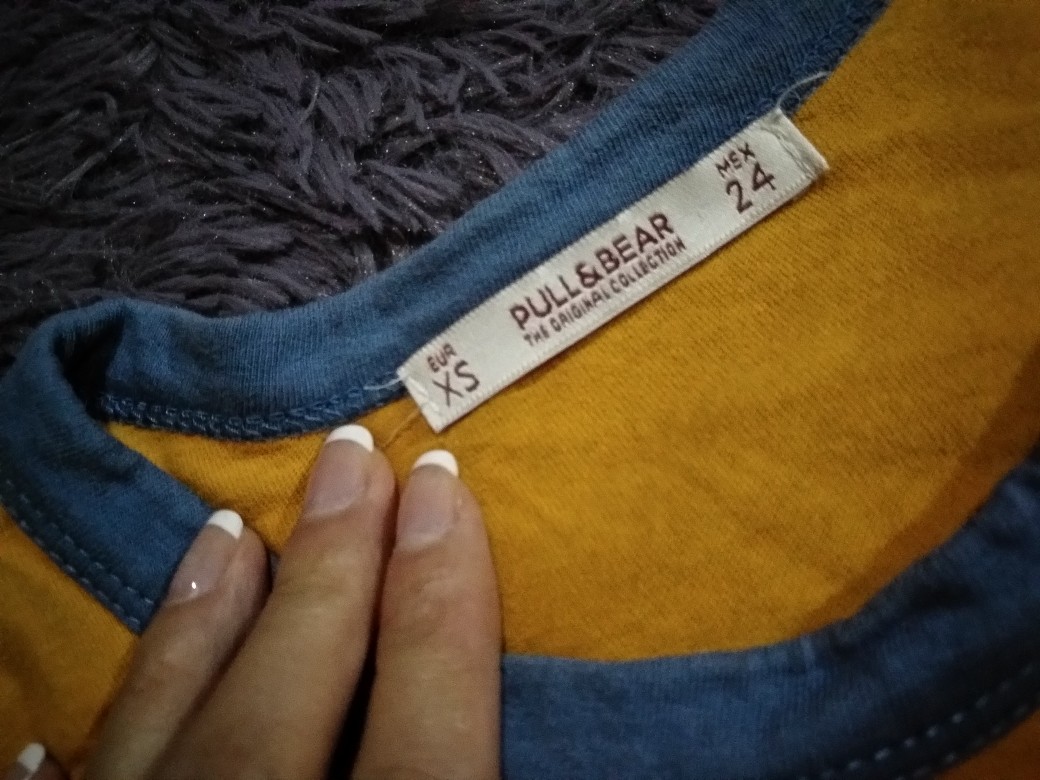 EUR
XS
PULL&BEAR
THE ORIGINAL COLLECTION
MEX
24